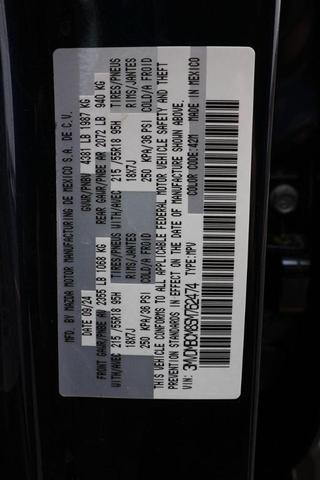 MFD. BY MAZDA MOTOR MANUFACTURING DE MEXICO S.A. DE C.V.
DATE 09/24 GVWR/PNBV 4381 LB 1987 KG
FRONT GAWR/PNBE AV 2355 LB 1068 KG REAR GAWR/PNBE AR 2072 LB 940 KG
WITH/AVEC 215/55R18 95H TIRES/PNEUS WITH/AVEC 215/55R18 95H TIRES/PNEUS
18X7J RIMS/JANTES 18X7J RIMS/JANTES
250 KPA/36 PSI COLD/A FROID 250 KPA/36 PSI COLD/A FROID
THIS VEHICLE CONFORMS TO ALL APPLICABLE FEDERAL MOTOR VEHICLE SAFETY AND THEFT
PREVENTION STANDARDS IN EFFECT ON THE DATE OF MANUFACTURE SHOWN ABOVE.
TYPE:MPV COLOR CODE:42M MADE IN MEXICO